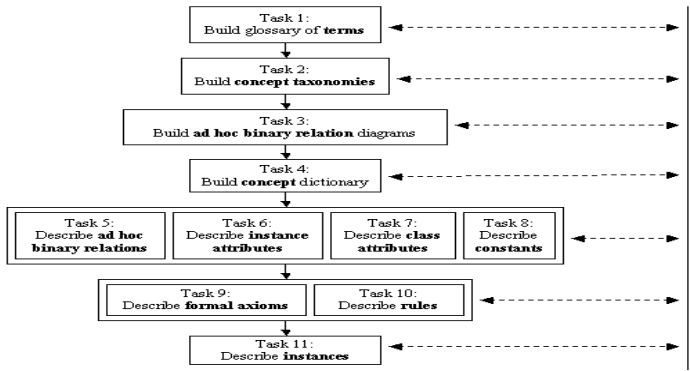 Task 1:
Build glossary of terms
Task 2:
Build concept taxonomies
Task 3:
Build ad hoc binary relation diagrams
Task 4:
Build concept dictionary
Task 5:
Describe ad hoc
binary relations
Task 6:
Describe instance
attributes
Task 7:
Describe class
attributes
Task 8:
Describe
constants
Task 9:
Describe formal axioms
Task 10:
Describe rules
Task 11:
Describe instances